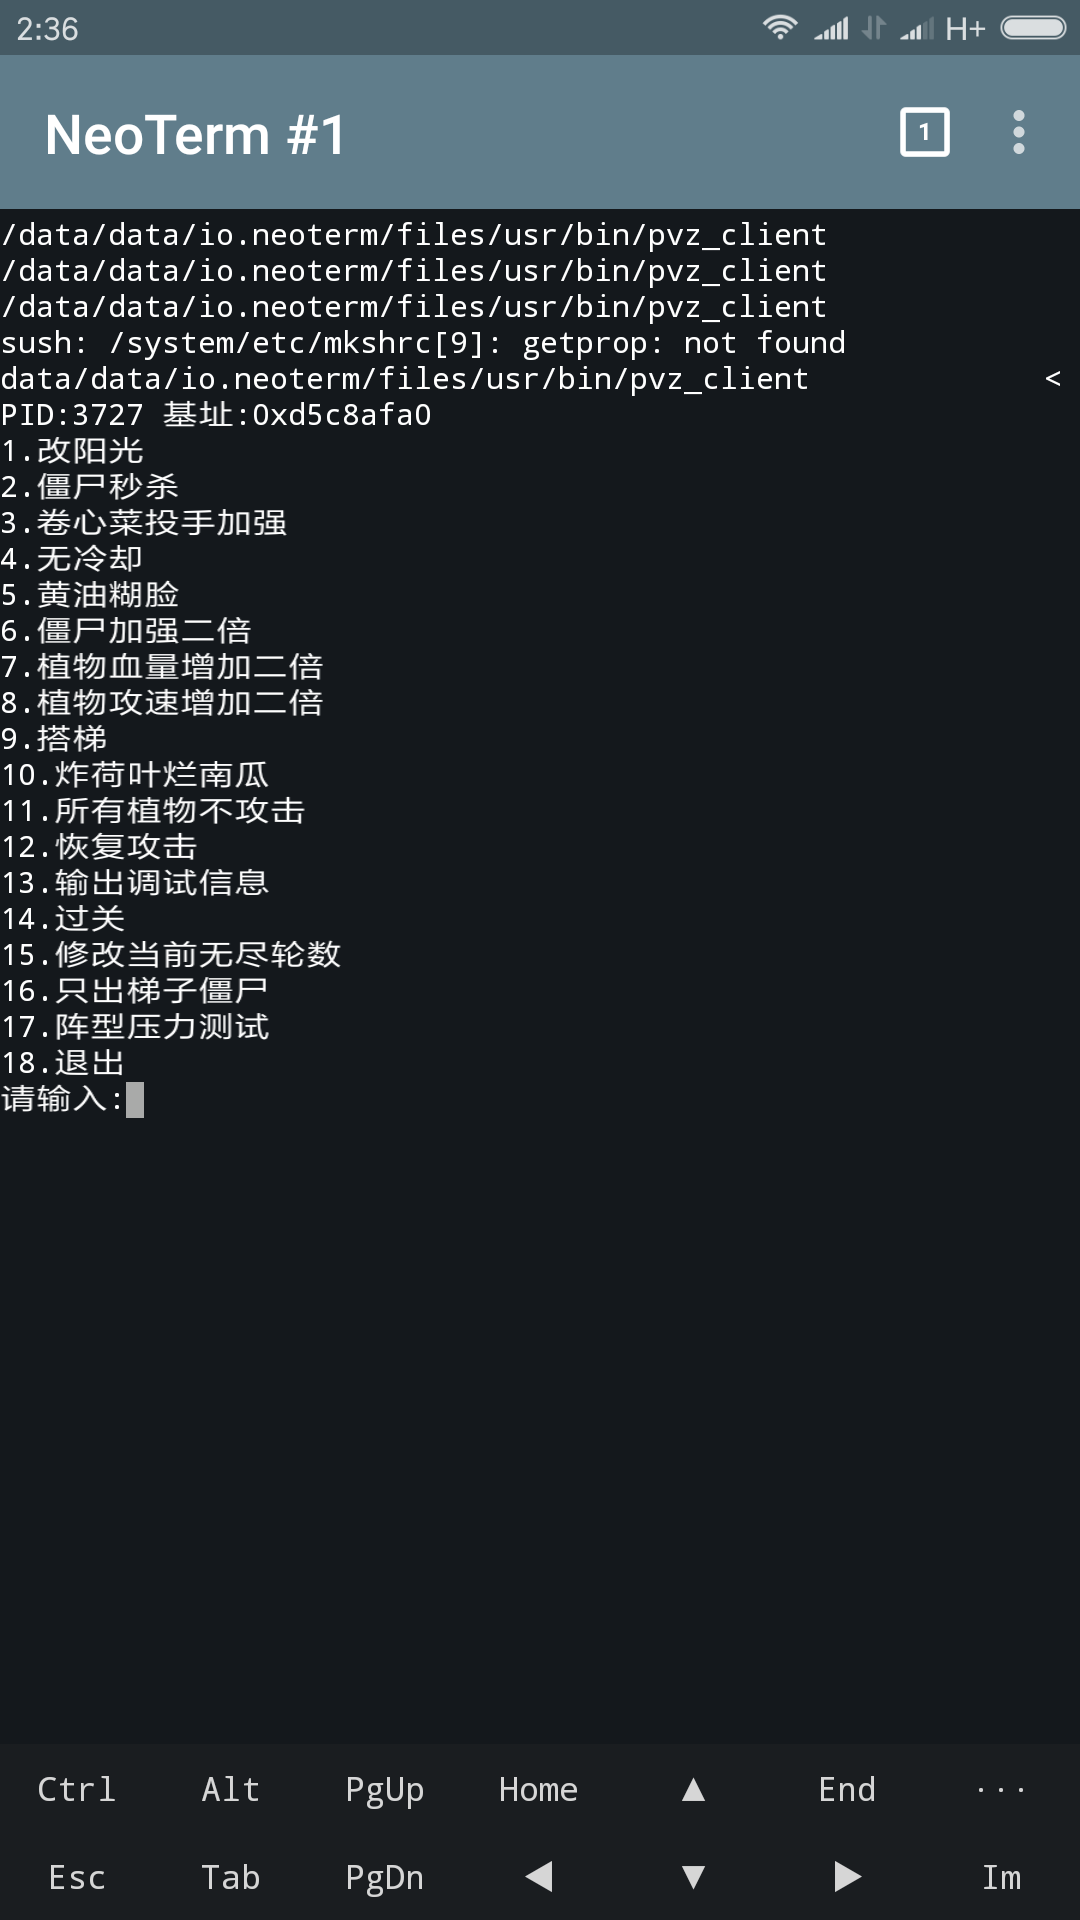 2:36
H+
NeoTerm #1
1
/data/data/io.neoterm/files/usr/bin/pvz_client
/data/data/io.neoterm/files/usr/bin/pvz_client
/data/data/io.neoterm/files/usr/bin/pvz_client
sush: /system/etc/mkshrc[9]: getprop: not found
data/data/io.neoterm/files/usr/bin/pvz_client <
PID:3727 基址:0xd5c8afa0
1.改阳光
2.僵尸秒杀
3.卷心菜投手加强
4.无冷却
5.黄油糊脸
6.僵尸加强二倍
7.植物血量增加二倍
8.植物攻速增加二倍
9.搭梯
10.炸荷叶烂南瓜
11.所有植物不攻击
12.恢复攻击
13.输出调试信息
14.过关
15.修改当前无尽轮数
16.只出梯子僵尸
17.阵型压力测试
18.退出
请输入:
Ctrl Alt PgUp Home ▲ End ···
Esc Tab PgDn ◀ ▼ ▶ Im